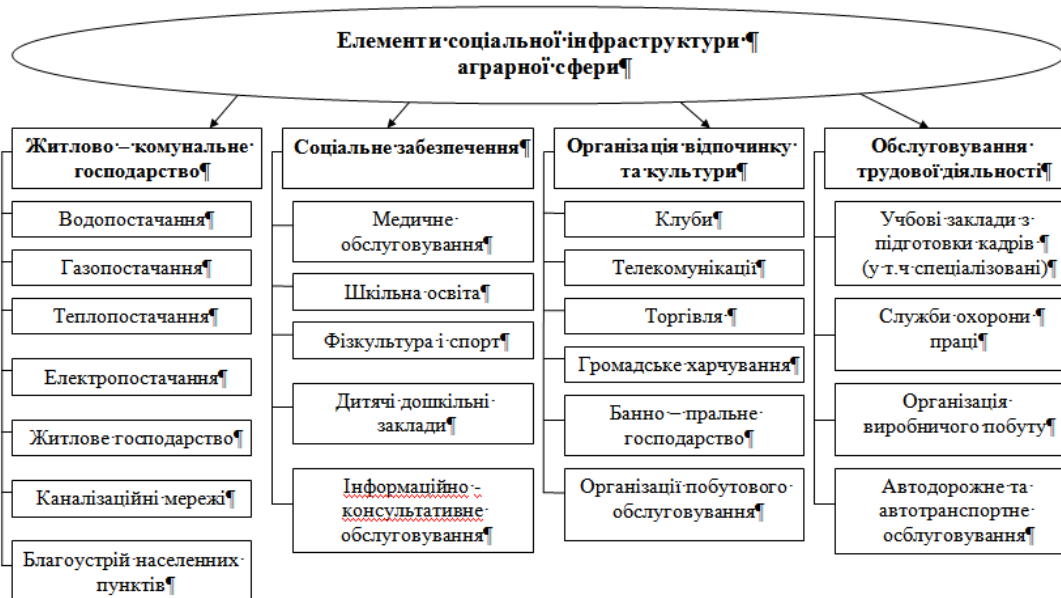 Елементи соціальної інфраструктури
аграрної сфери
Житлово – комунальне
господарство
Водопостачання
Газопостачання
Теплопостачання
Електропостачання
Житлове господарство
Каналізаційні мережі
Благоустрій населенних
пунктів
Соціальне забезпечення
Медичне
обслуговування
Шкільна освіта
Фізкультура і спорт
Дитячі дошкільні
заклади
Інформаційно -
консультативне
обслуговування
Організація відпочинку
та культури
Клуби
Телекомунікації
Торгівля
Громадське харчування
Банно – пральне
господарство
Організації побутового
обслуговування
Обслуговування
трудової діяльності
Учбові заклади з
підготовки кадрів
(у т.ч спеціалізовані)
Служби охорони
праці
Організація
виробничого побуту
Автодорожне та
автотранспортне
осблуговування